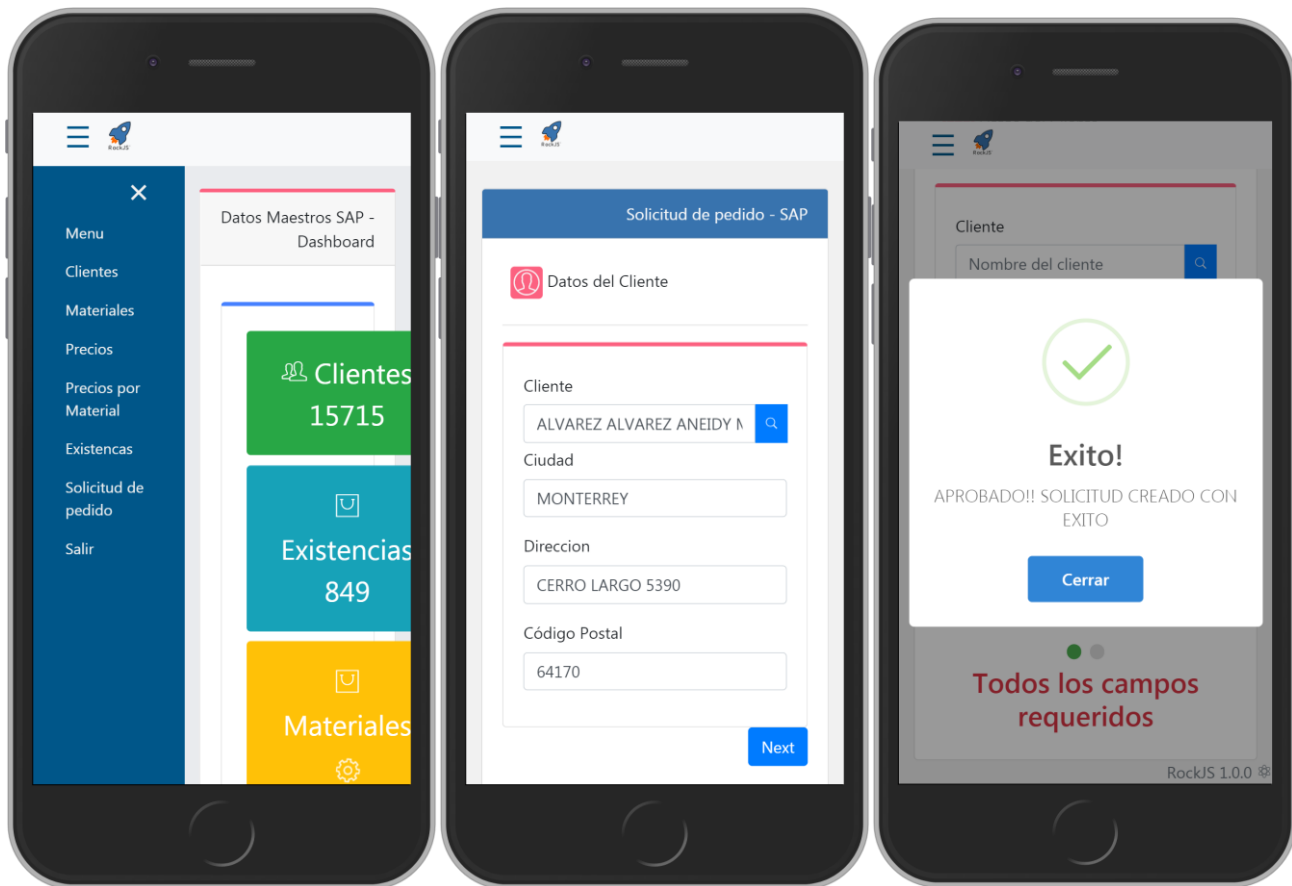 RockJS
Menu
Clientes
Materiales
Precios
Precios por
Material
Existencas
Solicitud de
pedido
Salir
Datos Maestros SAP -
Dashboard
Clientes
15715
Existencias
849
Materiales
RockJS
Solicitud de pedido - SAP
Datos del Cliente
Cliente
ALVAREZ ALVAREZ ANEIDY
Ciudad
MONTERREY
Direccion
CERRO LARGO 5390
Código Postal
64170
Next
RockJS
Cliente
Nombre del cliente
Exito!
APROBADO!! SOLICITUD CREADO CON
EXITO
Cerrar
Todos los campos
requeridos
RockJS 1.0.0